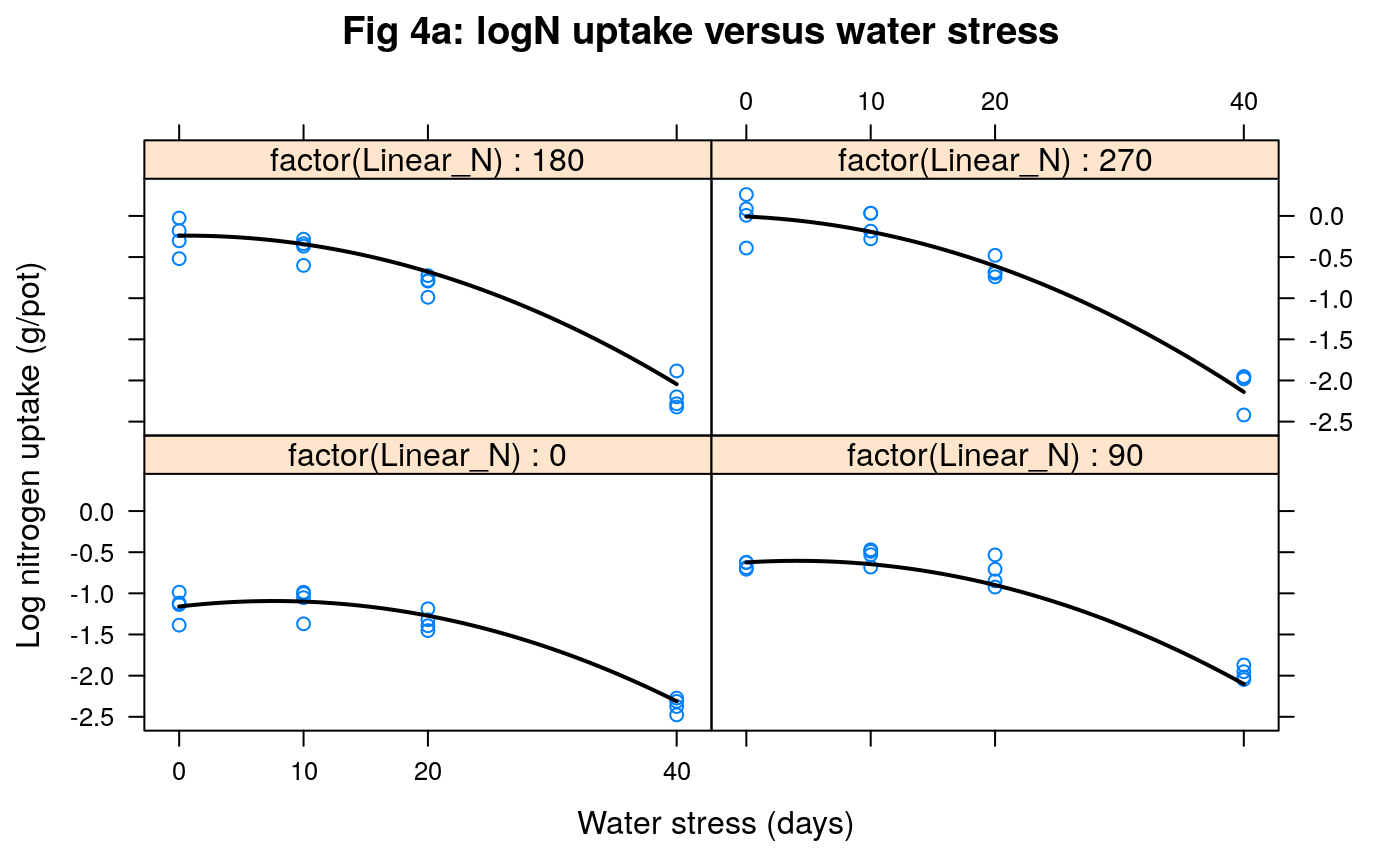 Fig 4a: logN uptake versus water stress
0 10 20 40
factor(Linear_N) : 180
factor(Linear_N) : 270
0.0
-0.5
-1.0
-1.5
-2.0
-2.5
factor(Linear_N) : 0
factor(Linear_N) : 90
0.0
-0.5
-1.0
-1.5
-2.0
-2.5
0 10 20 40
Log nitrogen uptake (g/pot)
Water stress (days)